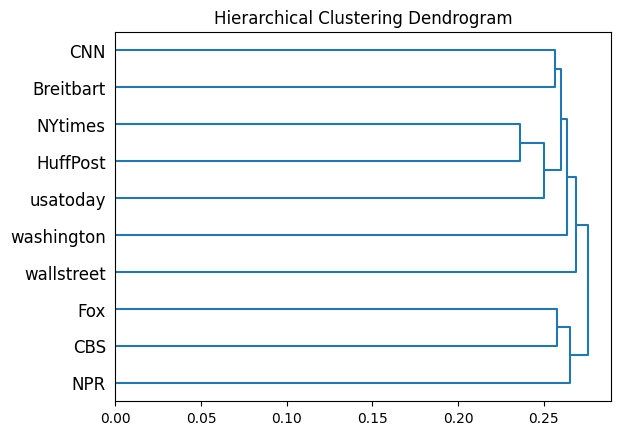 Hierarchical Clustering Dendrogram
CNN
Breitbart
NYtimes
HuffPost
usatoday
washington
wallstreet
Fox
CBS
NPR
0.00 0.05 0.10 0.15 0.20 0.25